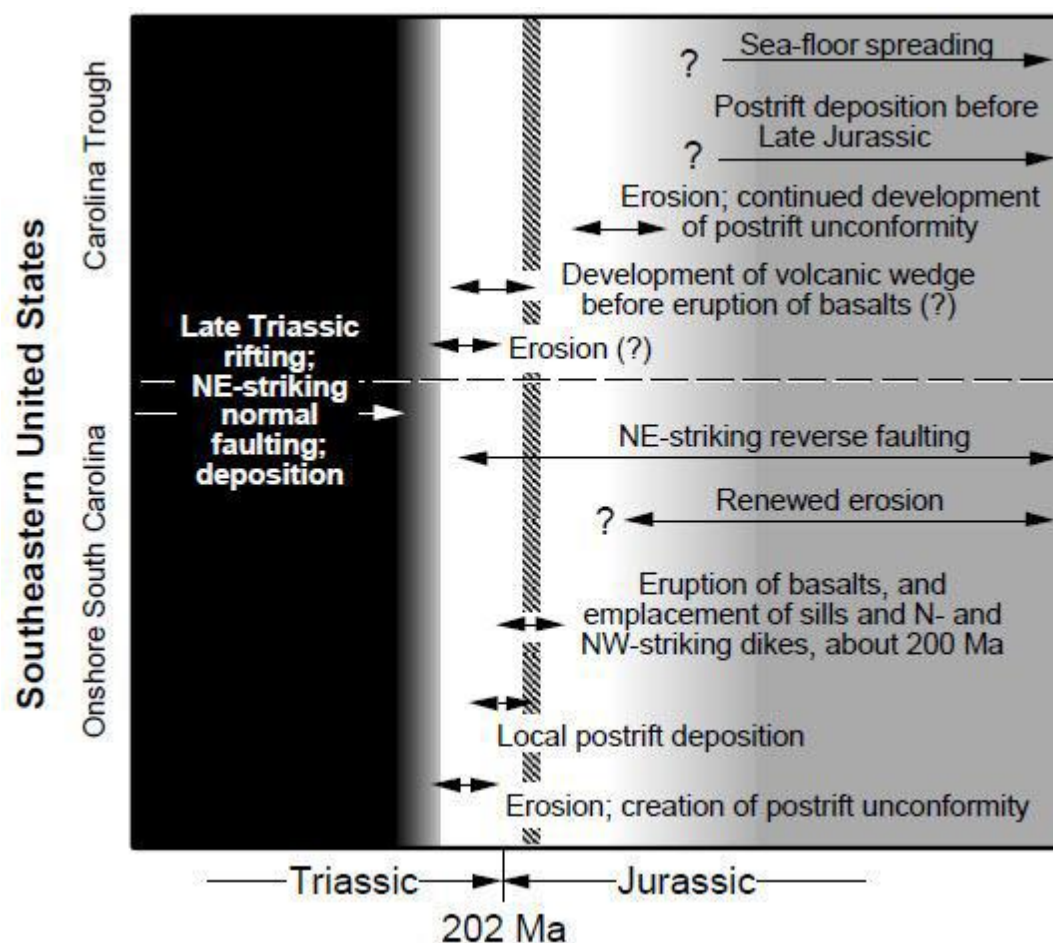 Southeastern United States
Carolina Trough
Onshore South Carolina
? Sea-floor spreading
Postrift deposition before
? Late Jurassic
Erosion; continued development
of postrift unconformity
Development of volcanic wedge
before eruption of basalts (?)
Erosion (?)
Late Triassic
rifting;
NE-striking
normal
faulting;
deposition
NE-striking reverse faulting
Renewed erosion
?
Eruption of basalts, and
emplacement of sills and N- and
NW-striking dikes, about 200 Ma
Local postrift deposition
Erosion; creation of postrift unconformity
Triassic Jurassic
202 Ma